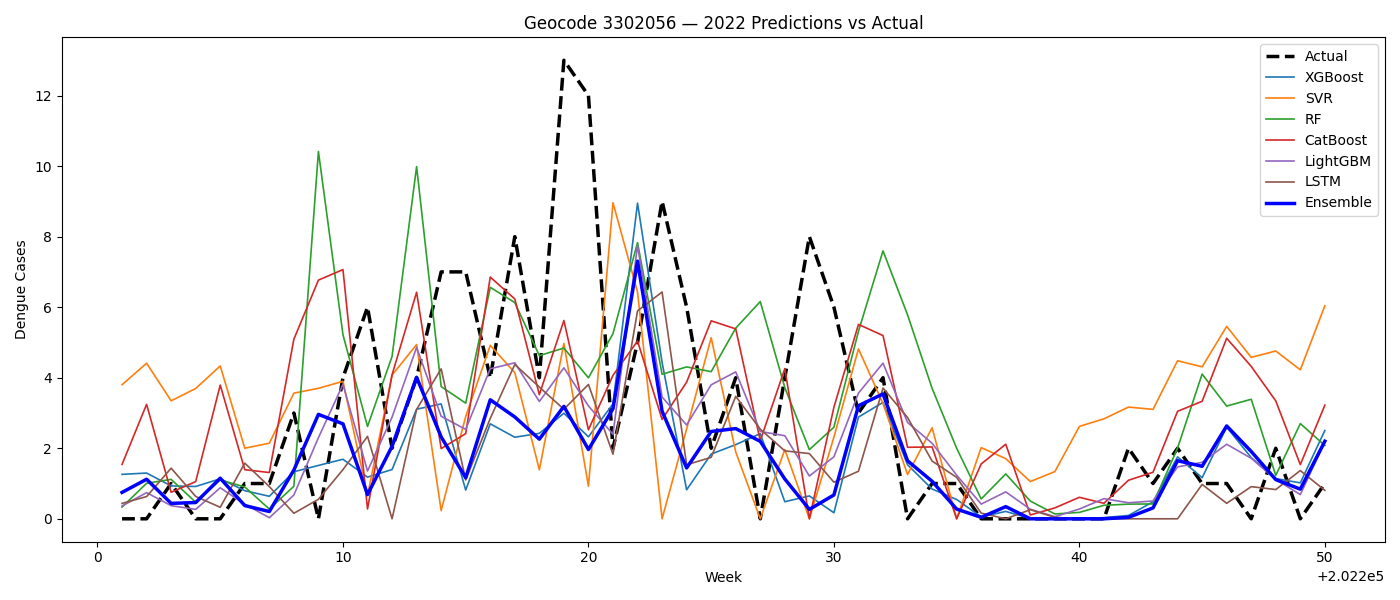 Geocode 3302056 — 2022 Predictions vs Actual
Dengue Cases
12
10
8
6
4
2
0
Actual
XGBoost
SVR
RF
CatBoost
LightGBM
LSTM
Ensemble
0 10 20 30 40 50
Week
+2.022e5